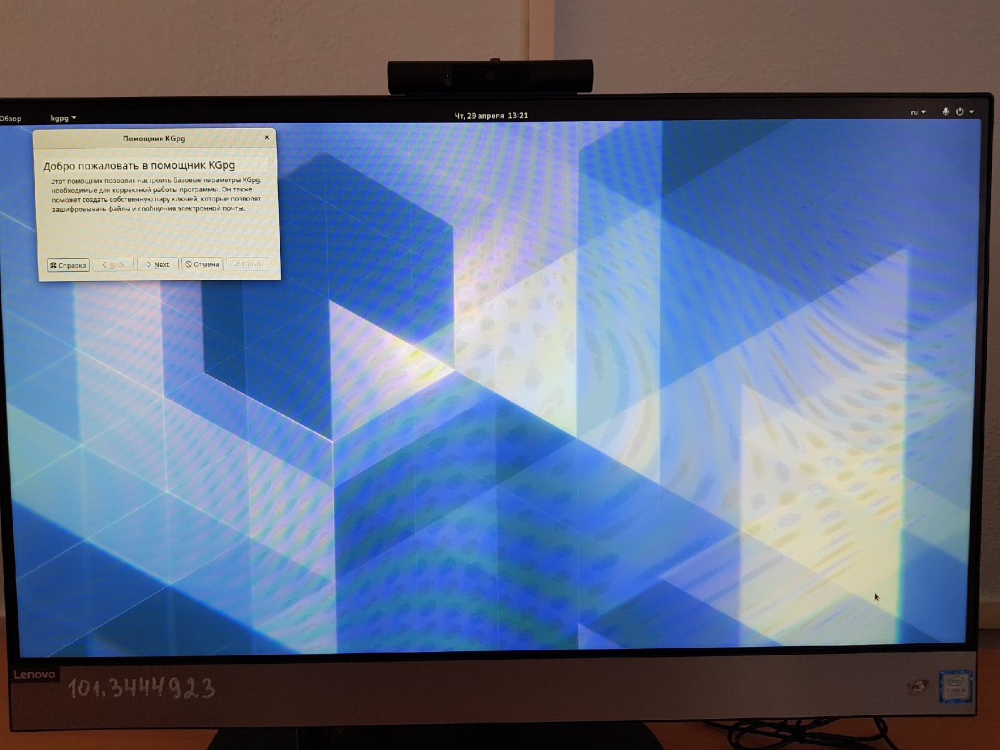 Обзор kgpg Чт, 29 апреля 13:21 ru
Помощник KGpg
Добро пожаловать в помощник KGpg
Этот помощник позволит настроить базовые параметры KGpg,
необходимые для корректной работы программы. Он также
поможет создать собственную пару ключей, которые позволят
зашифровывать файлы и сообщения электронной почты.
Справка Back Next Отмена Finish
Lenovo
101.3444923
CORE i5